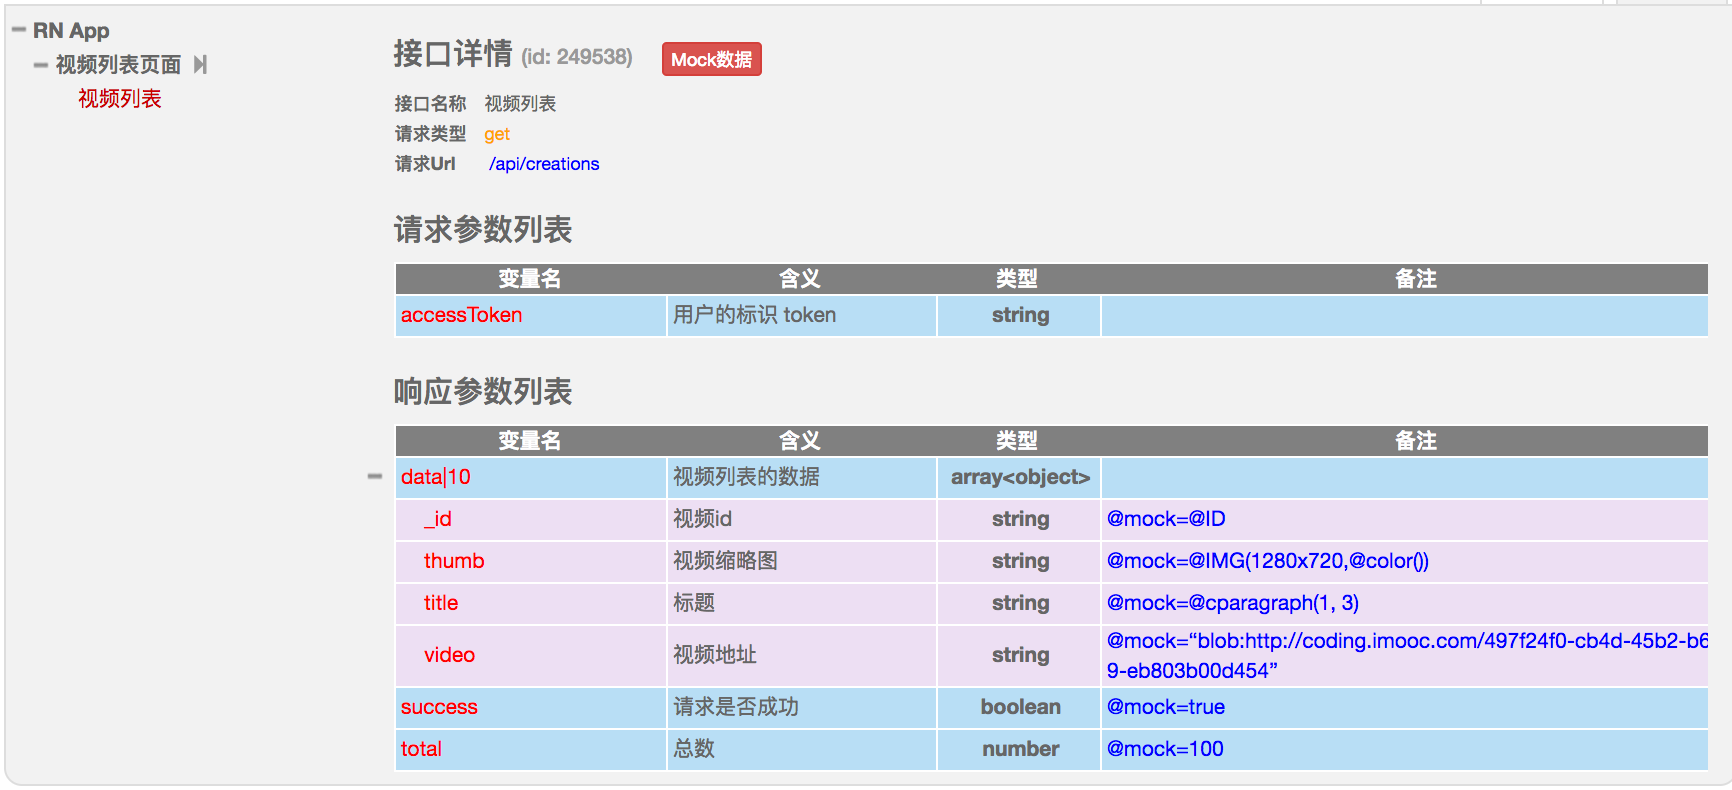 RN App
视频列表页面
视频列表
接口详情 (id: 249538) Mock数据
接口名称 视频列表
请求类型 get
请求Url /api/creations
请求参数列表
变量名 含义 类型 备注
accessToken 用户的标识 token string
响应参数列表
变量名 含义 类型 备注
data|10 视频列表的数据 array<object>
_id 视频id string @mock=@ID
thumb 视频缩略图 string @mock=@IMG(1280x720,@color())
title 标题 string @mock=@cparagraph(1, 3)
video 视频地址 string @mock=“blob:http://coding.imooc.com/497f24f0-cb4d-45b2-b6
9-eb803b00d454”
success 请求是否成功 boolean @mock=true
total 总数 number @mock=100